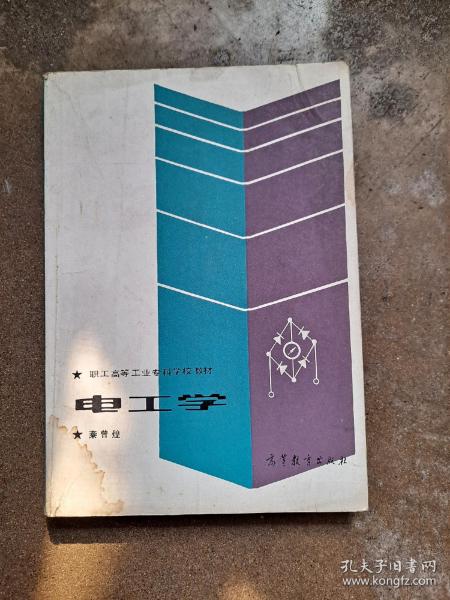 ★ 职工高等工业专科学校教材
电工学
★ 秦曾煌
高等教育出版社
孔夫子旧书网
www.kongfz.com